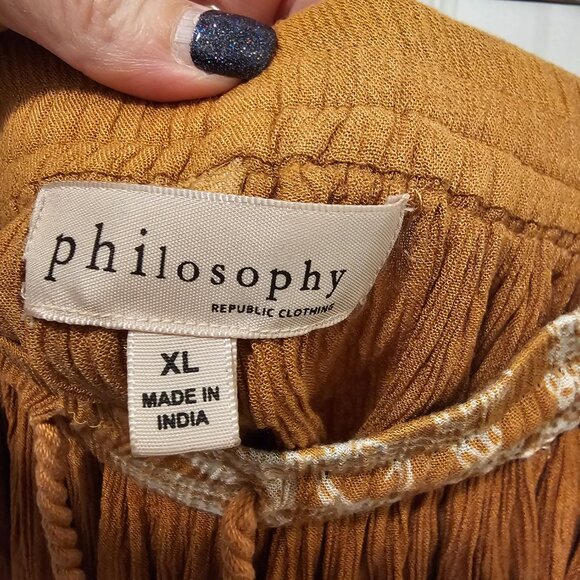 philosophy
REPUBLIC CLOTHING
XL
MADE IN
INDIA